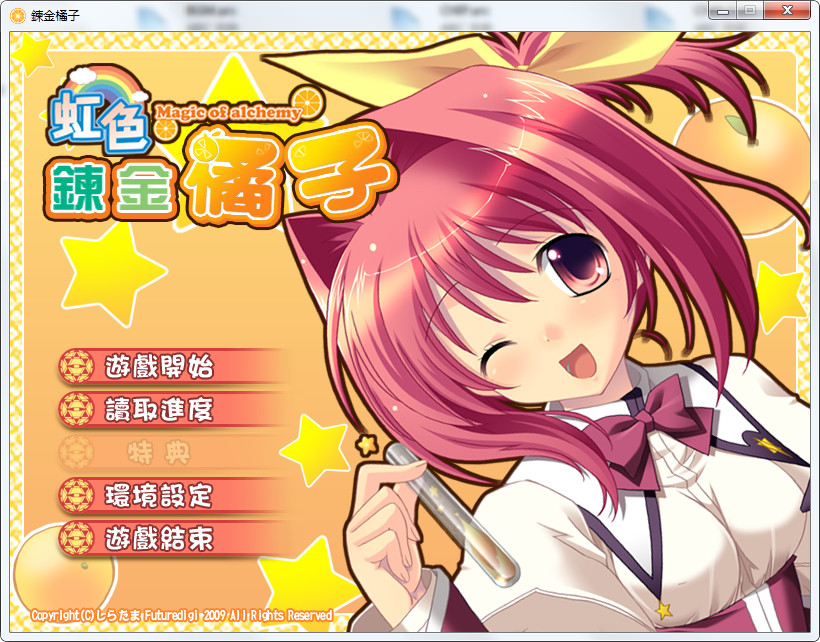 鍊金橘子
虹色
Magic of alchemy
鍊金橘子
遊戲開始
讀取進度
特典
環境設定
遊戲結束
Copyright(C)しらたま Futuredigi 2009 All Rights Reserved